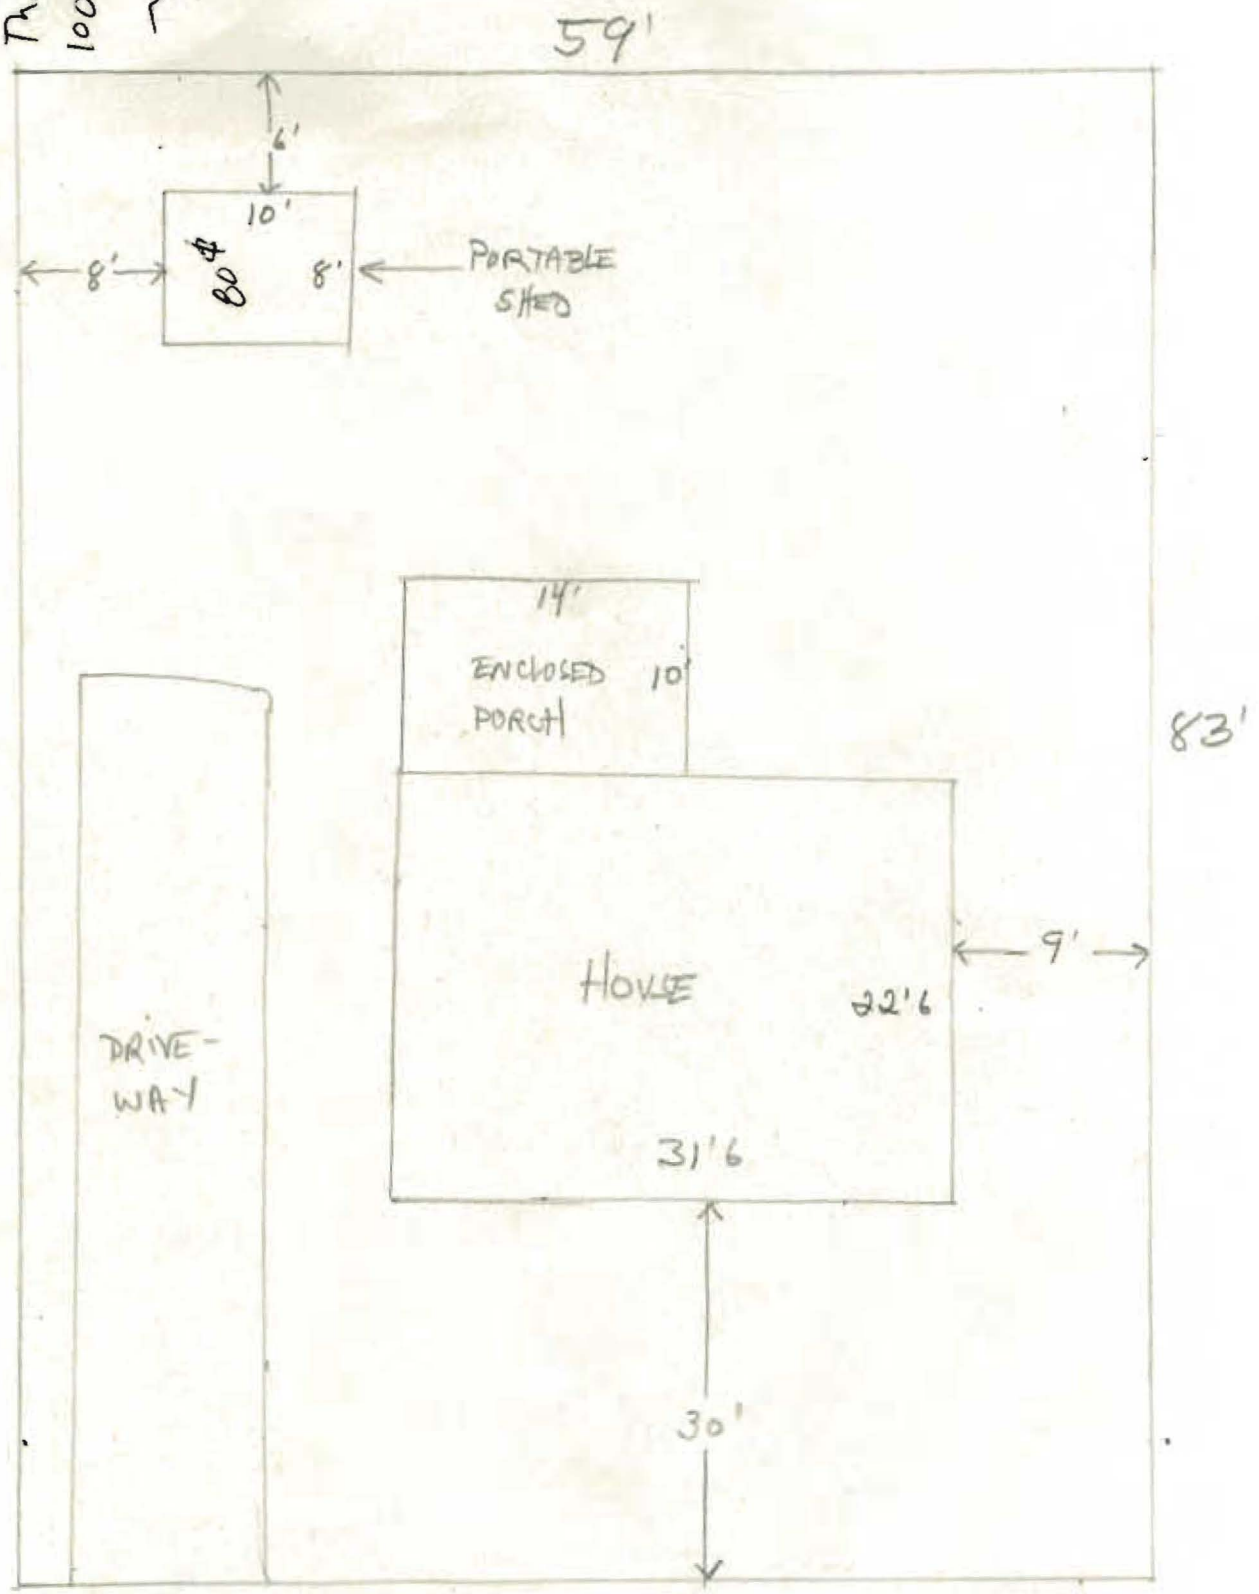 59'
6'
10'
8'
80#
8'
PORTABLE
SHED
14'
ENCLOSED
10'
PORCH
83'
9'
HOUSE
22'6
DRIVE-
WAY
31'6
30'